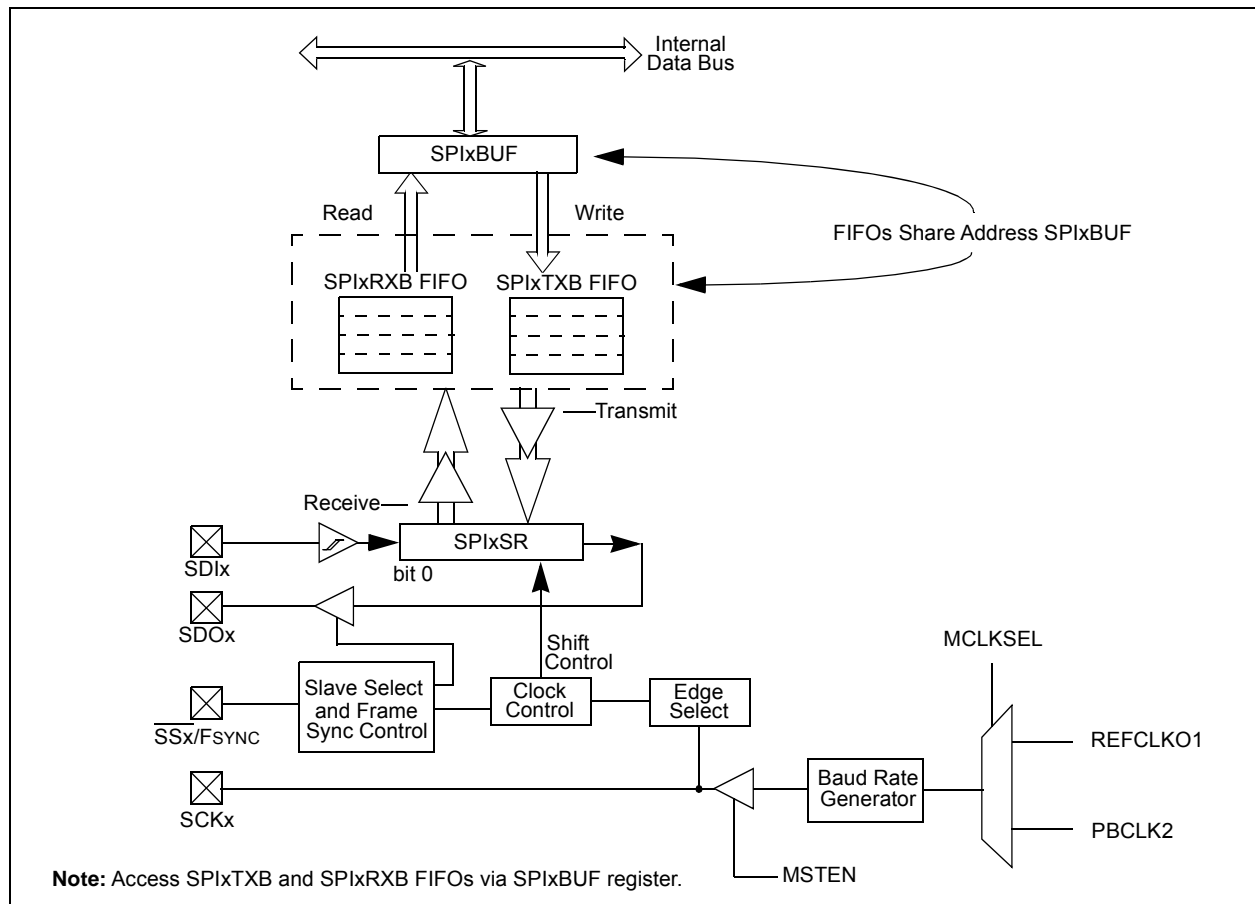 Internal
Data Bus
SPIxBUF
Read
Write
FIFOs Share Address SPIxBUF
SPIxRXB FIFO
SPIxTXB FIFO
Transmit
Receive
SPIxSR
SDIx
bit 0
SDOx
Shift
Control
MCLKSEL
Slave Select
and Frame
Sync Control
Clock
Control
Edge
Select
SSx/FSYNC
REFCLKO1
Baud Rate
Generator
SCKx
PBCLK2
MSTEN
Note: Access SPIxTXB and SPIxRXB FIFOs via SPIxBUF register.